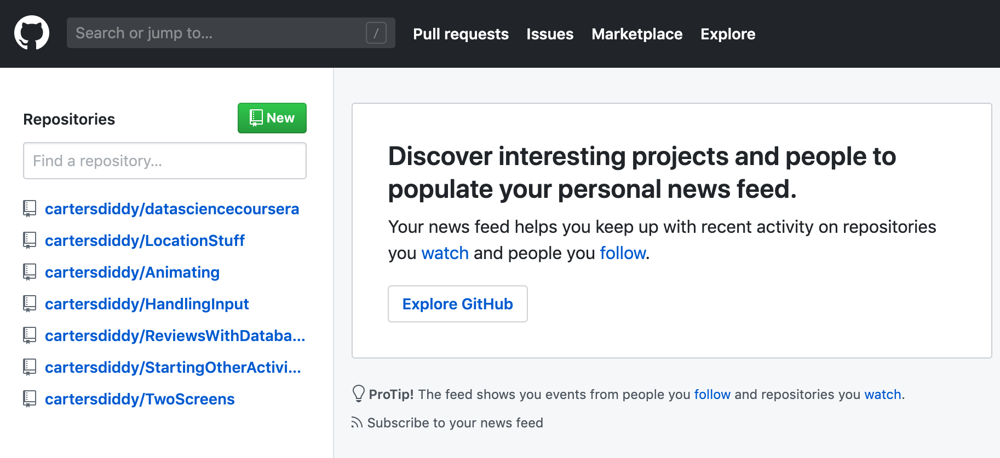 Search or jump to... /
Pull requests Issues Marketplace Explore
Repositories
New
Find a repository...
cartersdiddy/datasciencecoursera
cartersdiddy/LocationStuff
cartersdiddy/Animating
cartersdiddy/HandlingInput
cartersdiddy/ReviewsWithDataba...
cartersdiddy/StartingOtherActivi...
cartersdiddy/TwoScreens
Discover interesting projects and people to
populate your personal news feed.
Your news feed helps you keep up with recent activity on repositories
you watch and people you follow.
Explore GitHub
ProTip! The feed shows you events from people you follow and repositories you watch.
Subscribe to your news feed